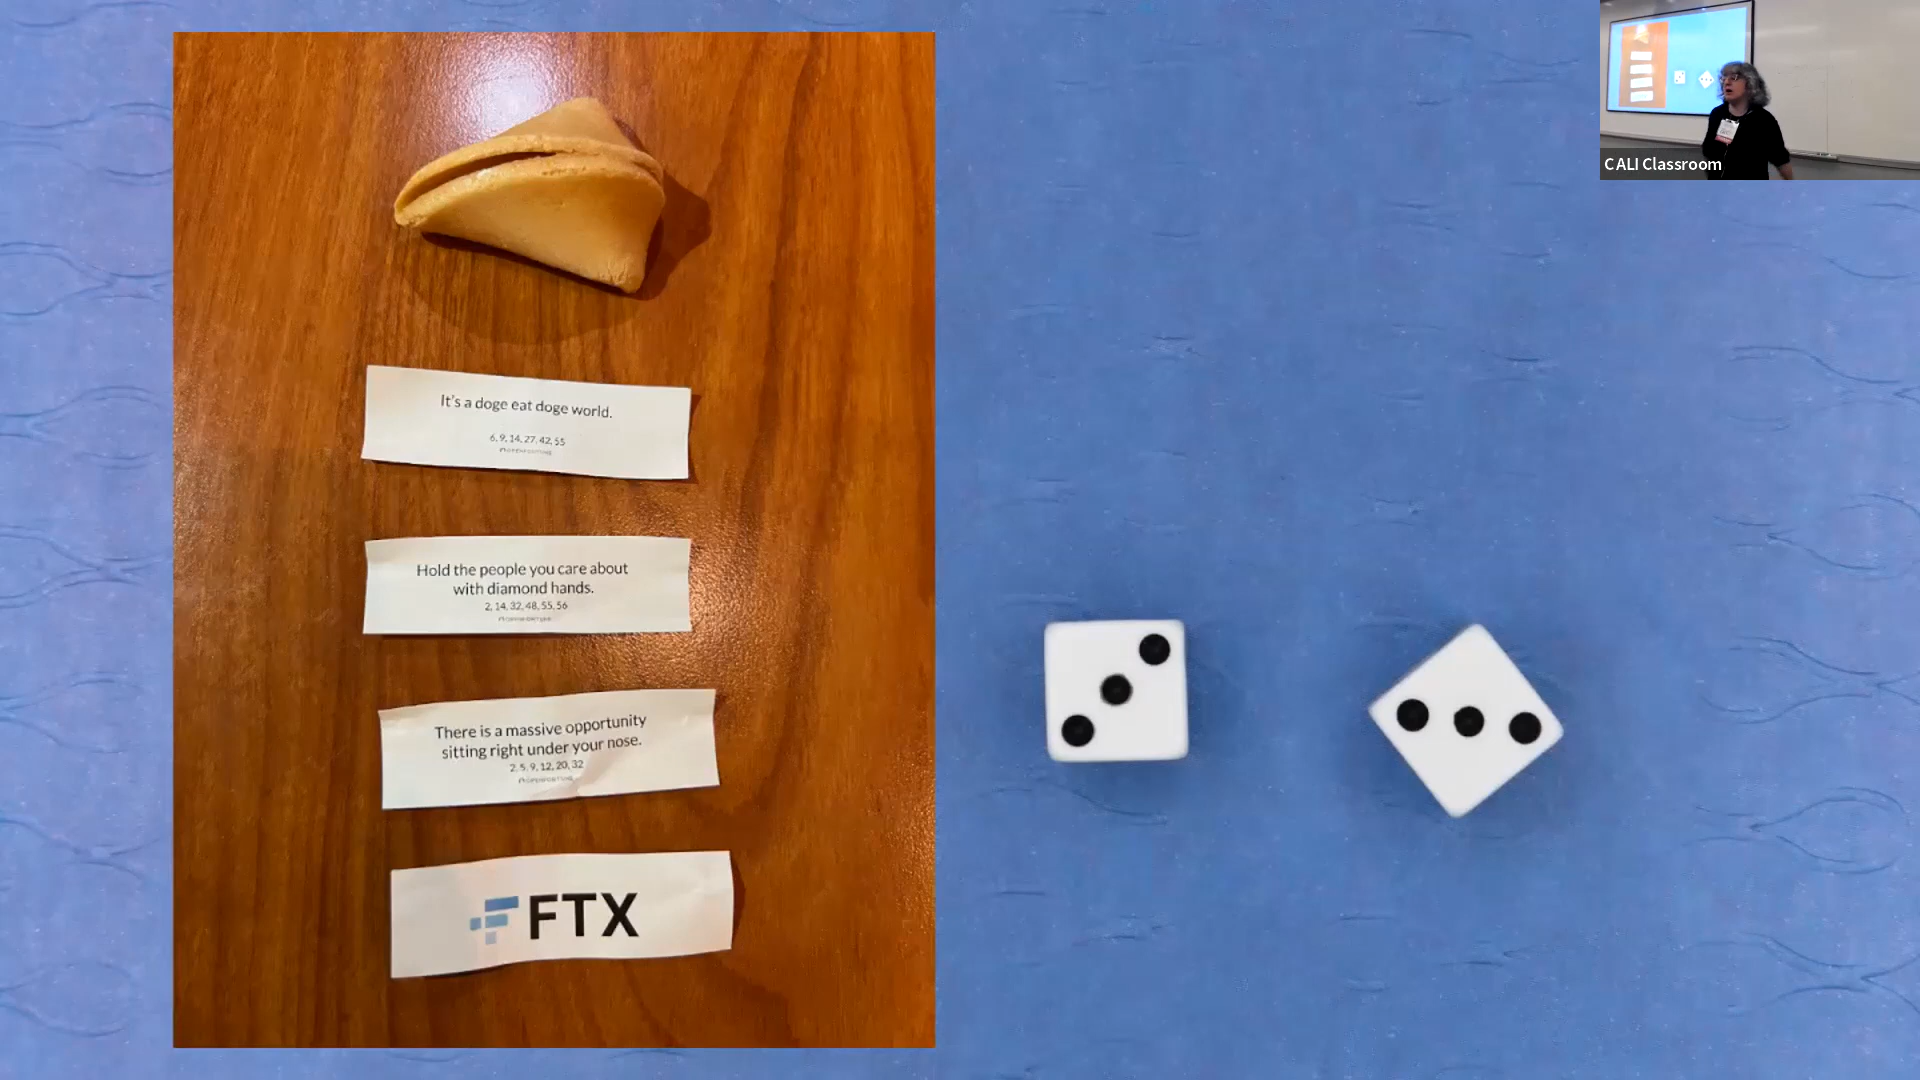 It's a doge eat doge world.
6, 9, 14, 27, 42, 55
Hold the people you care about
with diamond hands.
2, 14, 32, 48, 55, 56
There is a massive opportunity
sitting right under your nose.
2, 5, 9, 12, 20, 32
FTX
CALI Classroom